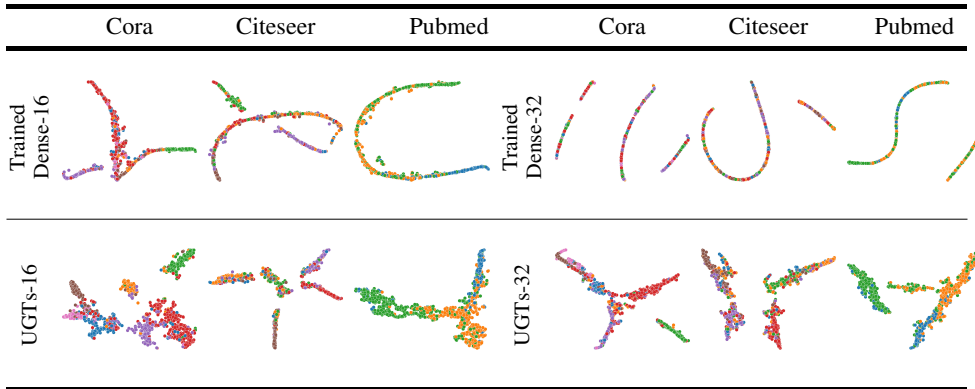 Cora Citeseer Pubmed Cora Citeseer Pubmed
Trained
Dense-16
Trained
Dense-32
UGTs-16
UGTs-32